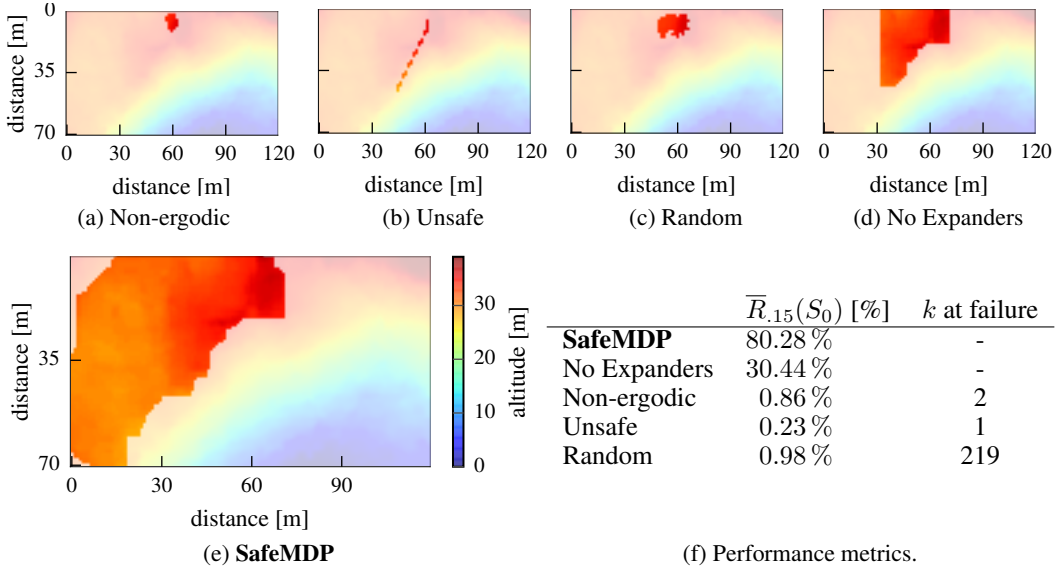 0
35
70
distance [m]
0 30 60 90 120
distance [m]
(a) Non-ergodic
0 30 60 90 120
distance [m]
(b) Unsafe
0 30 60 90 120
distance [m]
(c) Random
0 30 60 90 120
distance [m]
(d) No Expanders
35
70
distance [m]
0 30 60 90
distance [m]
30
20
10
0
altitude [m]
(e) SafeMDP
R̅.15(S0) [%] k at failure
SafeMDP 80.28 % -
No Expanders 30.44 % -
Non-ergodic 0.86 % 2
Unsafe 0.23 % 1
Random 0.98 % 219
(f) Performance metrics.